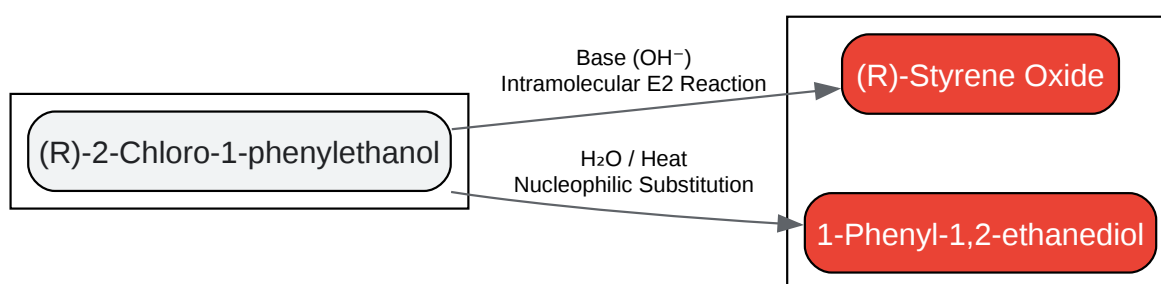 (R)-2-Chloro-1-phenylethanol
Base (OH⁻)
Intramolecular E2 Reaction
(R)-Styrene Oxide
H₂O / Heat
Nucleophilic Substitution
1-Phenyl-1,2-ethanediol